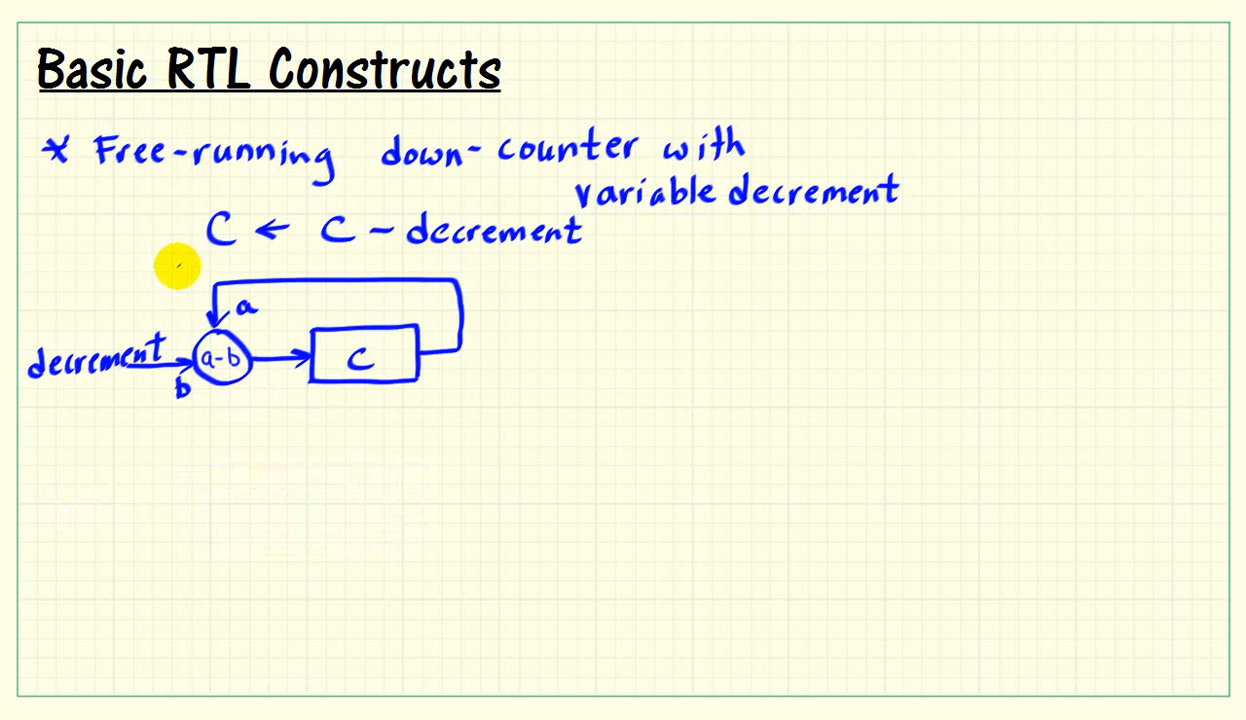 Basic RTL Constructs
* Free-running down-counter with
variable decrement
C ← C - decrement
a
decrement
a-b
C
b